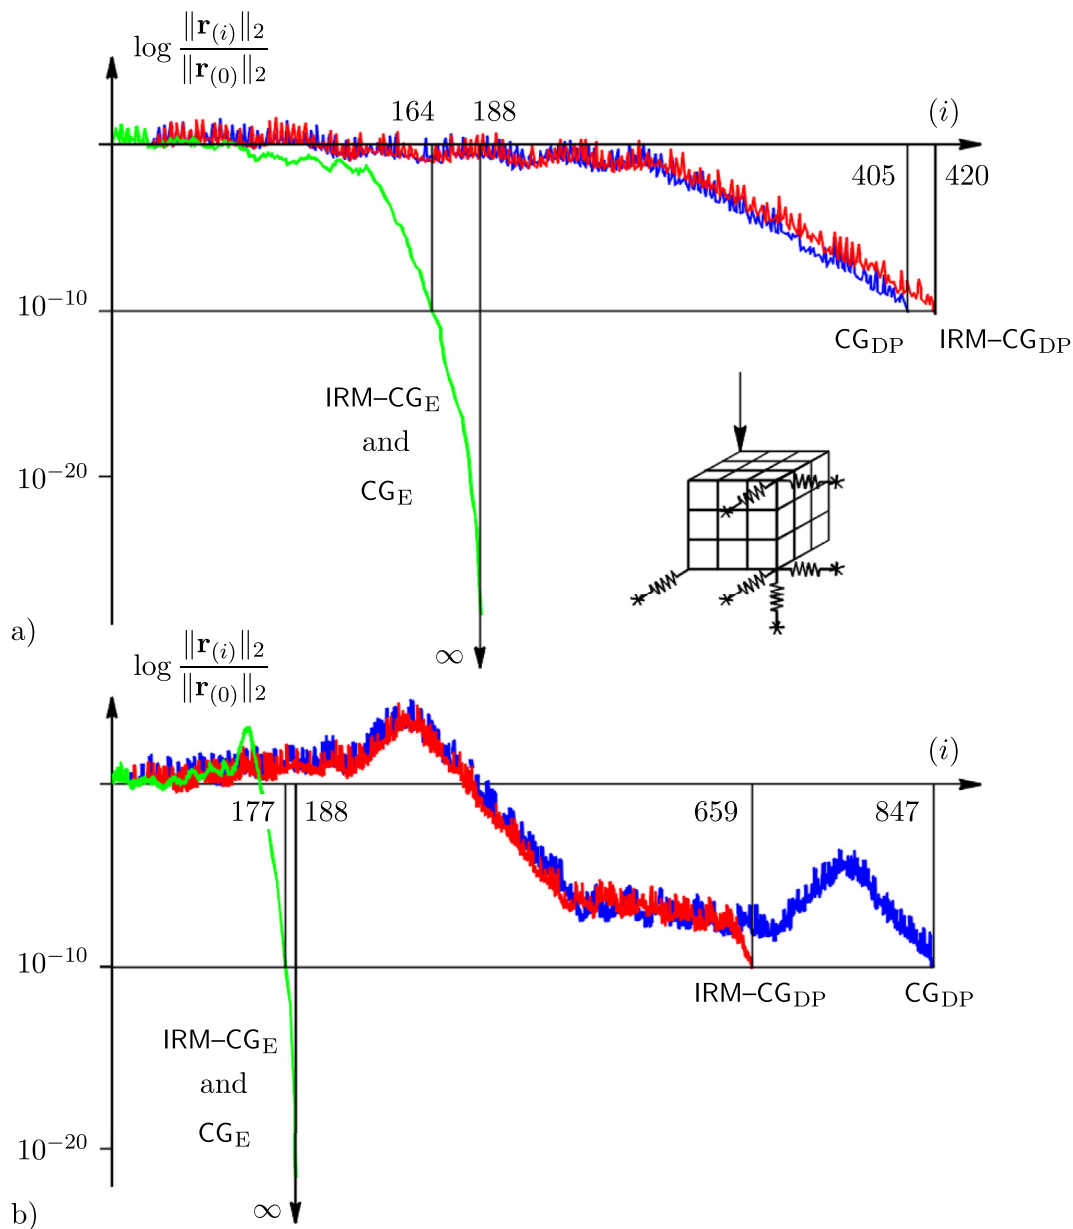 log ‖r(i)‖2 / ‖r(0)‖2
164 188 (i)
405 420
10−10
CGDP IRM–CGDP
IRM–CGE
and
CGE
10−20
a)
∞
log ‖r(i)‖2 / ‖r(0)‖2
(i)
177 188 659 847
10−10
IRM–CGDP CGDP
IRM–CGE
and
CGE
10−20
∞
b)